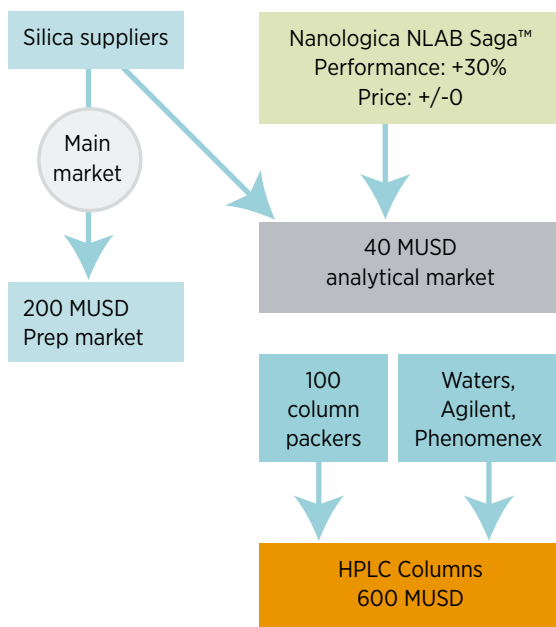 Silica suppliers
Nanologica NLAB Saga™
Performance: +30%
Price: +/-0
Main
market
40 MUSD
analytical market
200 MUSD
Prep market
100
column
packers
Waters,
Agilent,
Phenomenex
HPLC Columns
600 MUSD